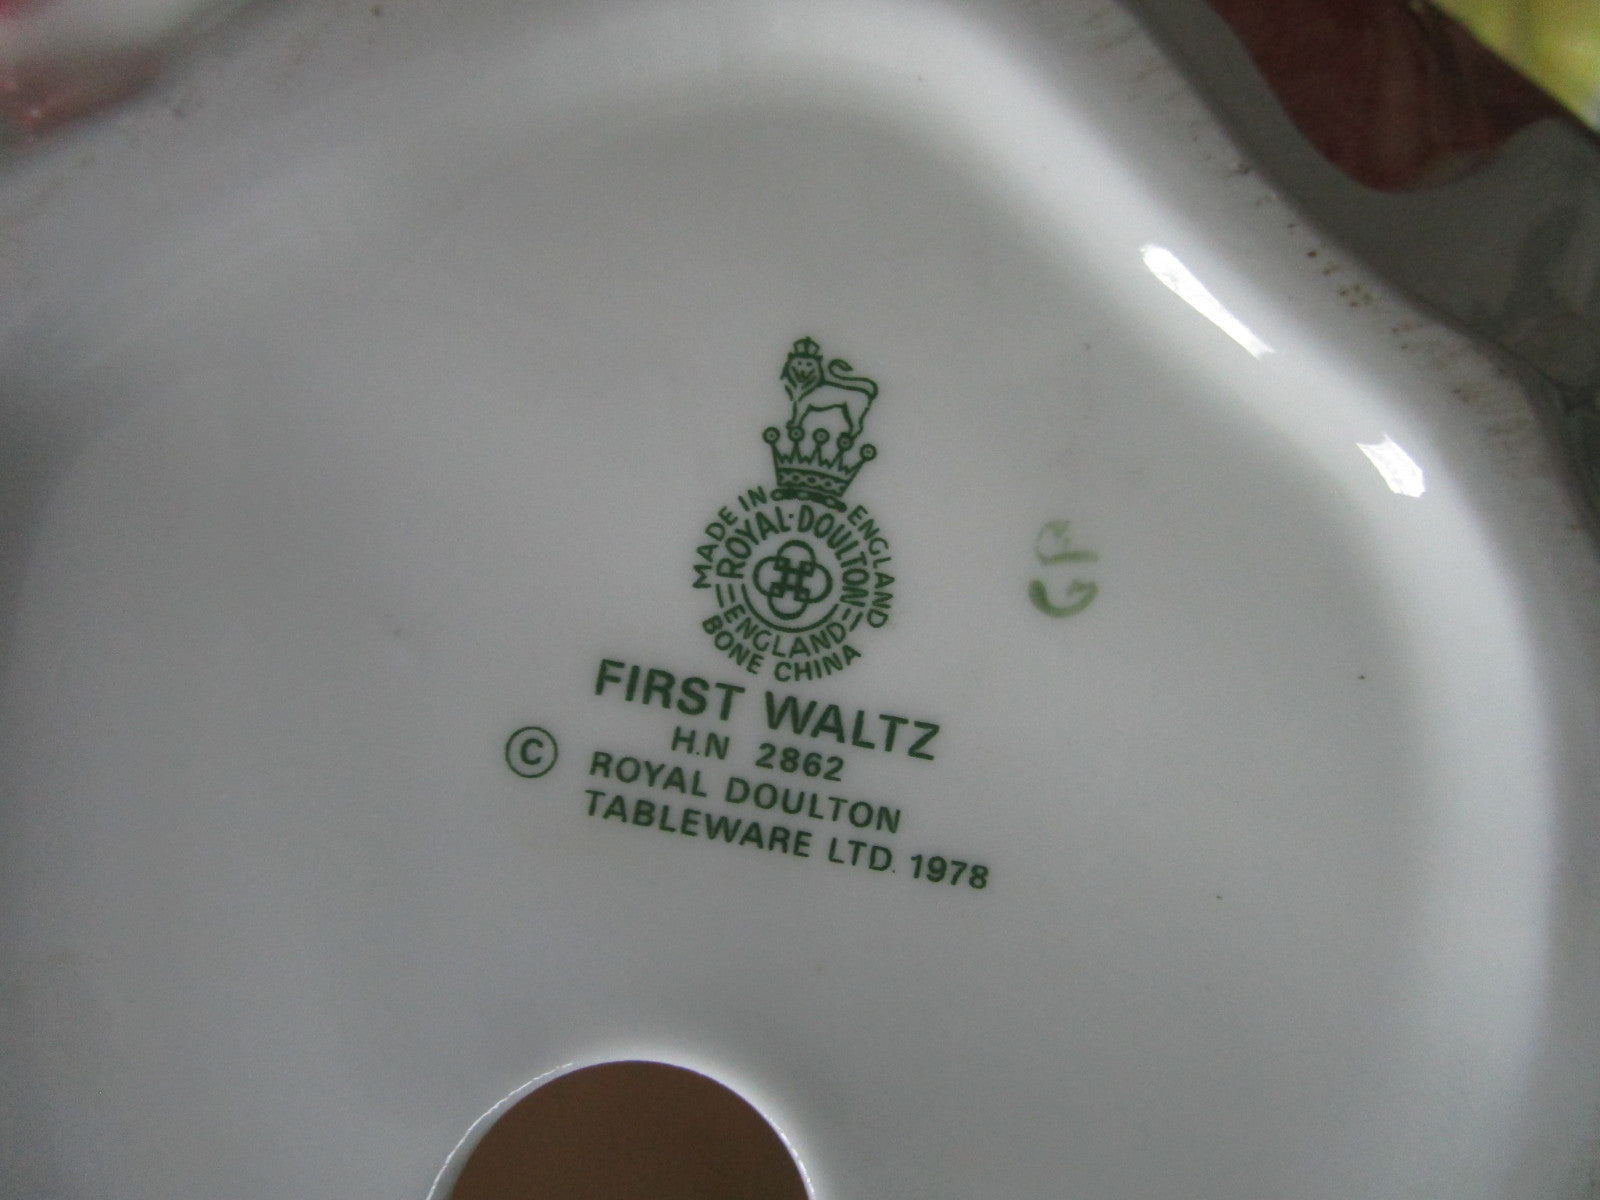 MADE IN ENGLAND
ROYAL·DOULTON
ENGLAND
BONE CHINA
FIRST WALTZ
H.N 2862
© ROYAL DOULTON
TABLEWARE LTD. 1978